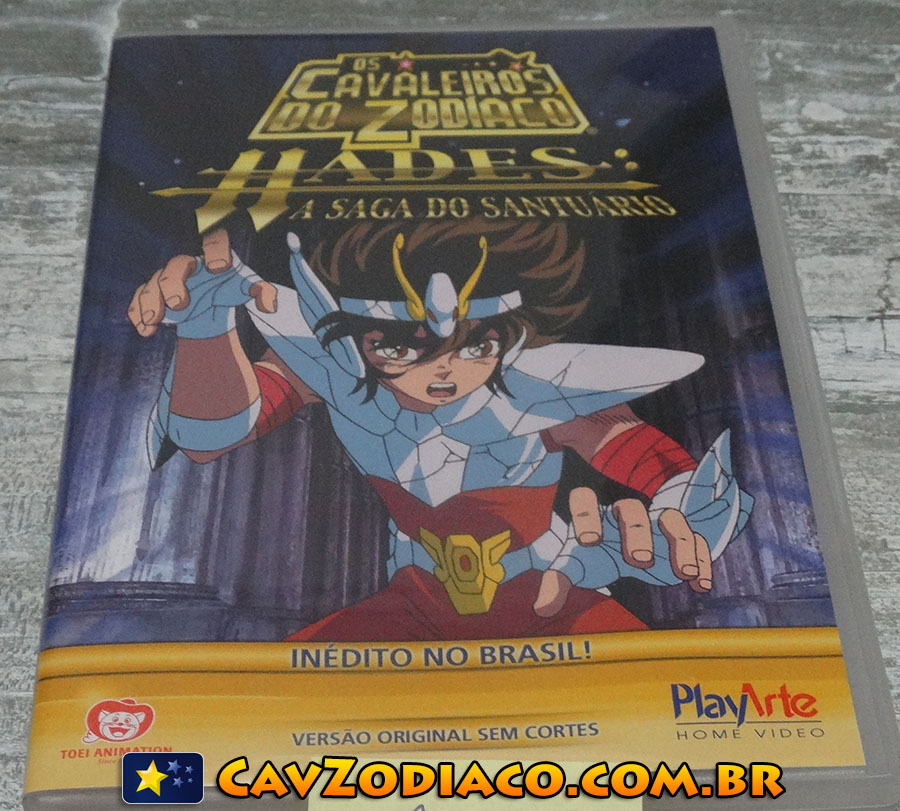 OS
CAVALEIROS
DO ZODÍACO
HADES:
A SAGA DO SANTUÁRIO
INÉDITO NO BRASIL!
PlayArte
HOME VIDEO
VERSÃO ORIGINAL SEM CORTES
TOEI ANIMATION
CAVZODIACO.COM.BR